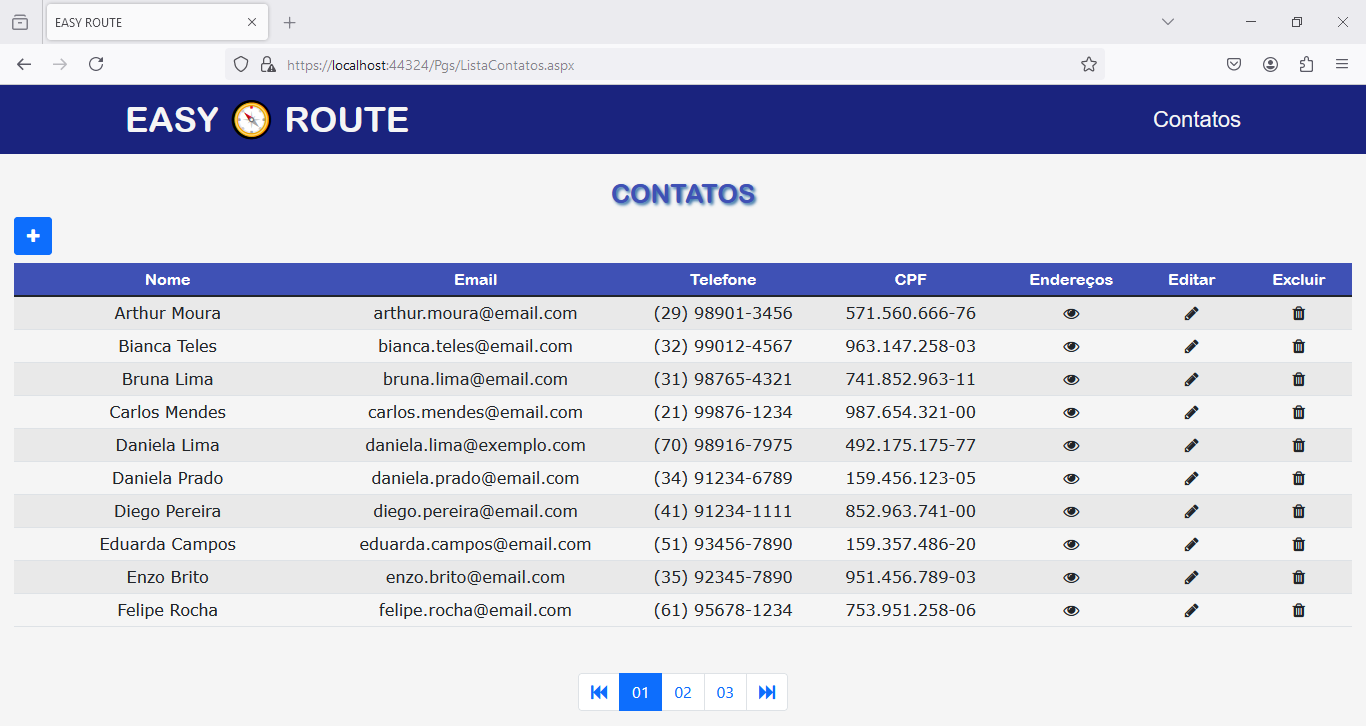 EASY ROUTE
https://localhost:44324/Pgs/ListaContatos.aspx
EASY ROUTE
Contatos
CONTATOS
Nome Email Telefone CPF Endereços Editar Excluir
Arthur Moura arthur.moura@email.com (29) 98901-3456 571.560.666-76
Bianca Teles bianca.teles@email.com (32) 99012-4567 963.147.258-03
Bruna Lima bruna.lima@email.com (31) 98765-4321 741.852.963-11
Carlos Mendes carlos.mendes@email.com (21) 99876-1234 987.654.321-00
Daniela Lima daniela.lima@exemplo.com (70) 98916-7975 492.175.175-77
Daniela Prado daniela.prado@email.com (34) 91234-6789 159.456.123-05
Diego Pereira diego.pereira@email.com (41) 91234-1111 852.963.741-00
Eduarda Campos eduarda.campos@email.com (51) 93456-7890 159.357.486-20
Enzo Brito enzo.brito@email.com (35) 92345-7890 951.456.789-03
Felipe Rocha felipe.rocha@email.com (61) 95678-1234 753.951.258-06
01 02 03